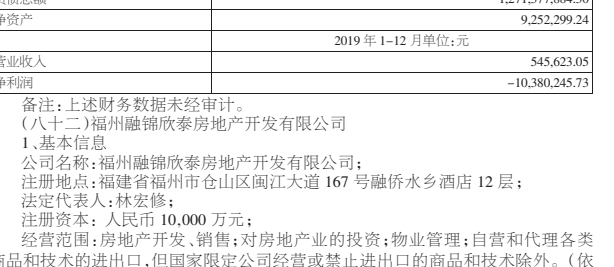 净资产 9,252,299.24
2019 年 1-12 月单位:元
营业收入 545,623.05
净利润 -10,380,245.73
备注:上述财务数据未经审计。
(八十二)福州融锦欣泰房地产开发有限公司
1、基本信息
公司名称:福州融锦欣泰房地产开发有限公司;
注册地点:福建省福州市仓山区闽江大道 167 号融侨水乡酒店 12 层;
法定代表人:林宏修;
注册资本: 人民币 10,000 万元;
经营范围:房地产开发、销售;对房地产业的投资;物业管理;自营和代理各类
商品和技术的进出口,但国家限定公司经营或禁止进出口的商品和技术除外。(依